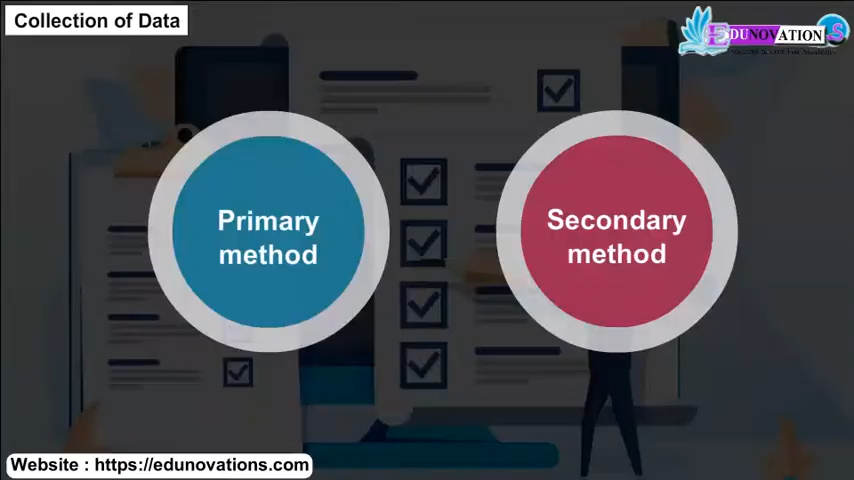 Collection of Data
EDUNOVATIONS
Primary
method
Secondary
method
Website : https://edunovations.com